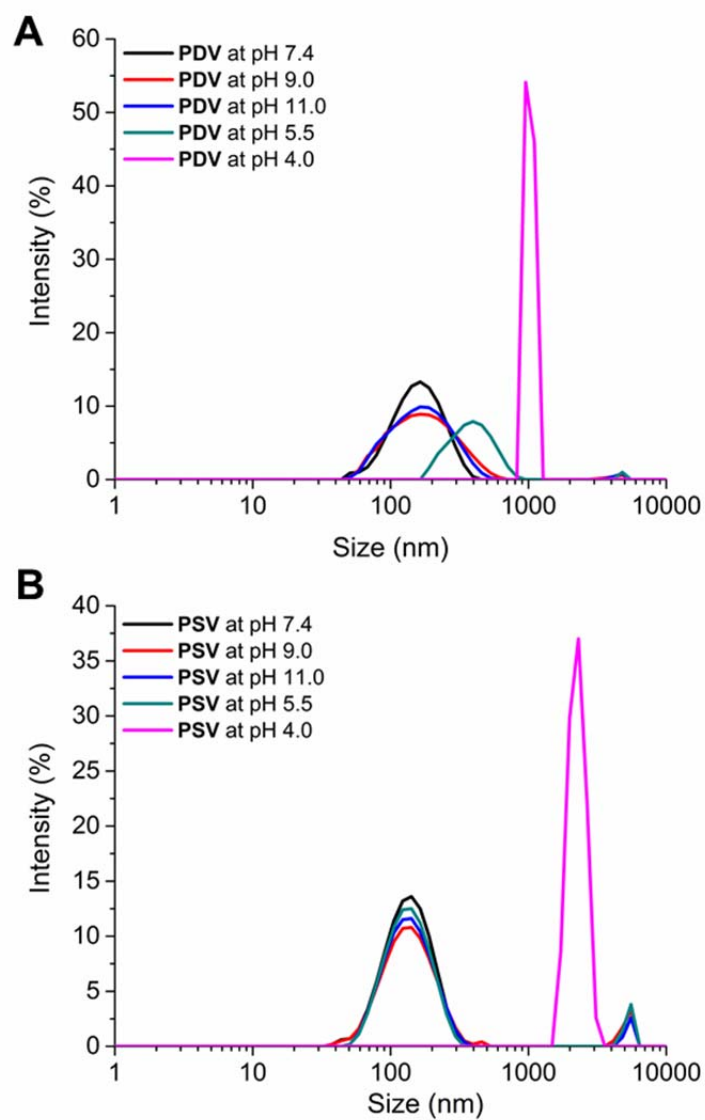 A
60
PDV at pH 7.4
PDV at pH 9.0
50
PDV at pH 11.0
PDV at pH 5.5
PDV at pH 4.0
40
Intensity (%)
30
20
10
0
1 10 100 1000 10000
Size (nm)
B
40
PSV at pH 7.4
35
PSV at pH 9.0
PSV at pH 11.0
30
PSV at pH 5.5
PSV at pH 4.0
25
Intensity (%)
20
15
10
5
0
1 10 100 1000 10000
Size (nm)